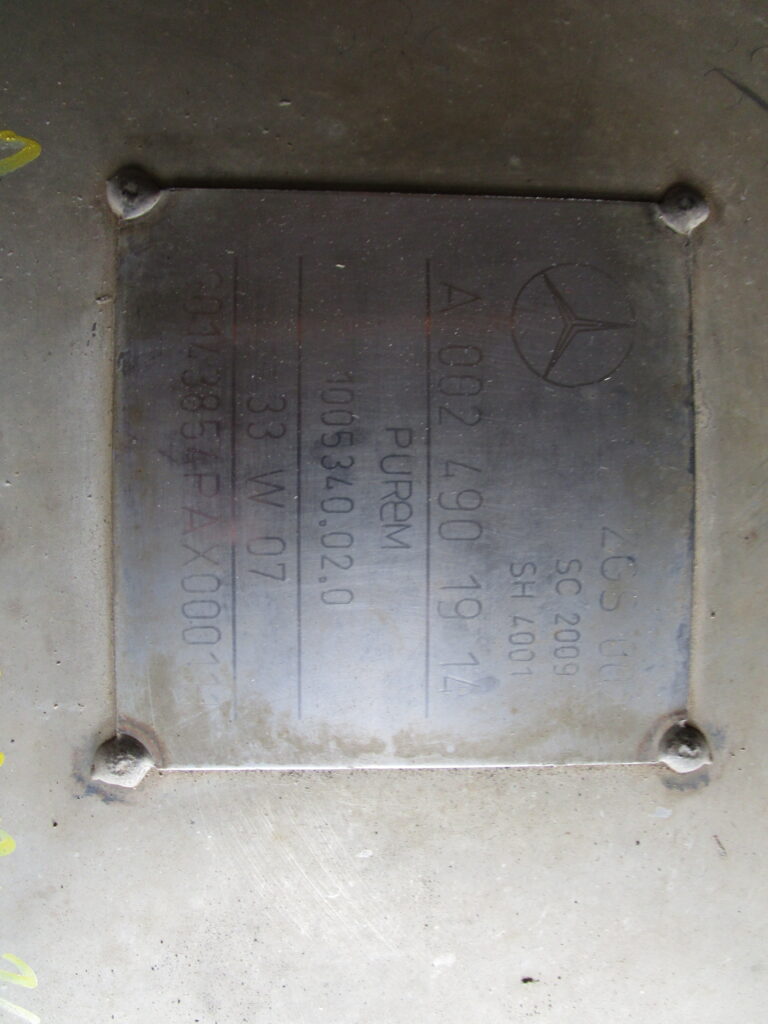 SC 2009
SH 4001
A 002 490 19 14
PUREM
1005340.02.0
33 W 07